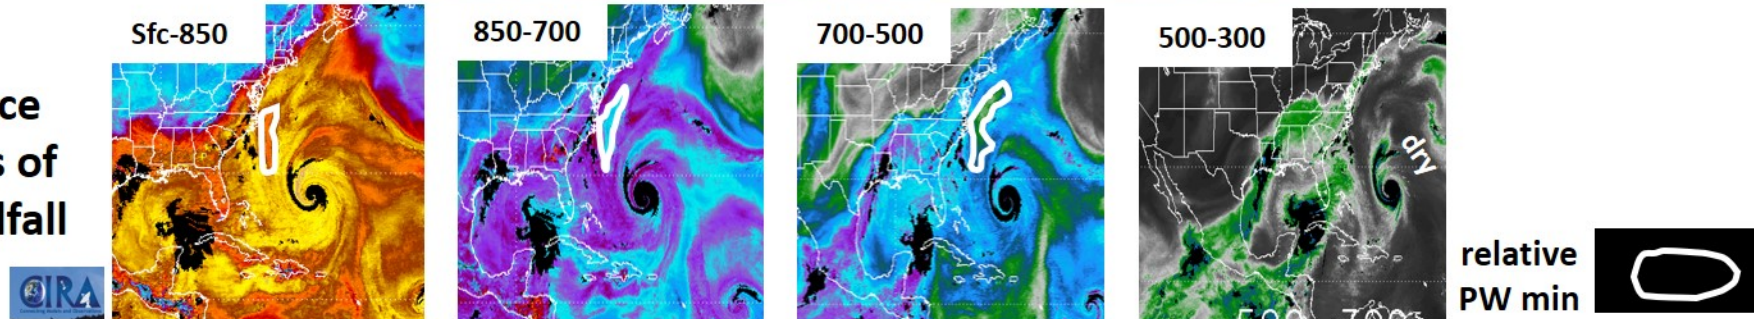 ce
s of
lfall
CIRA
Sfc-850
850-700
700-500
500-300
dry
relative
PW min